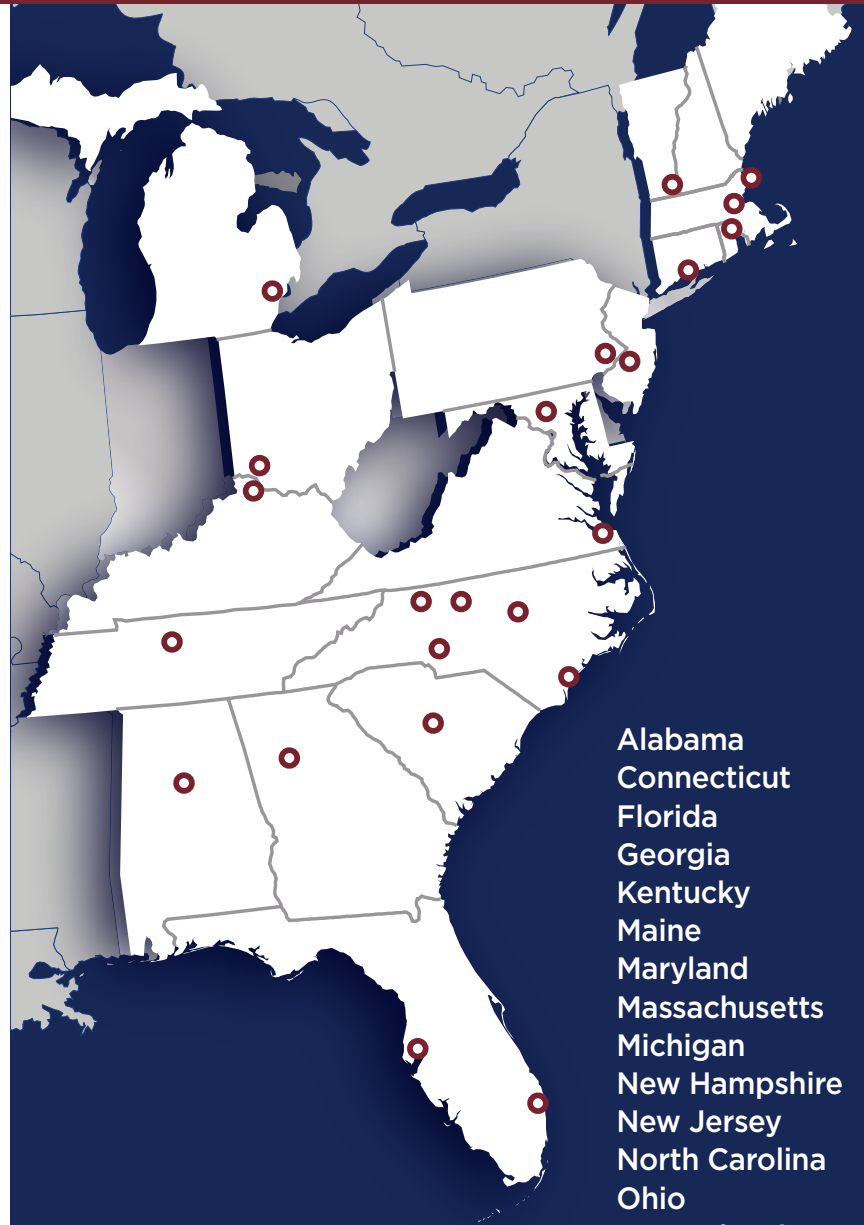 Alabama
Connecticut
Florida
Georgia
Kentucky
Maine
Maryland
Massachusetts
Michigan
New Hampshire
New Jersey
North Carolina
Ohio